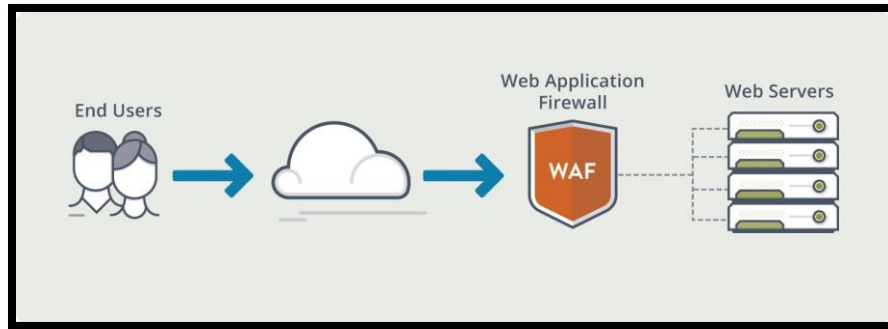 End Users
Web Application
Firewall
WAF
Web Servers